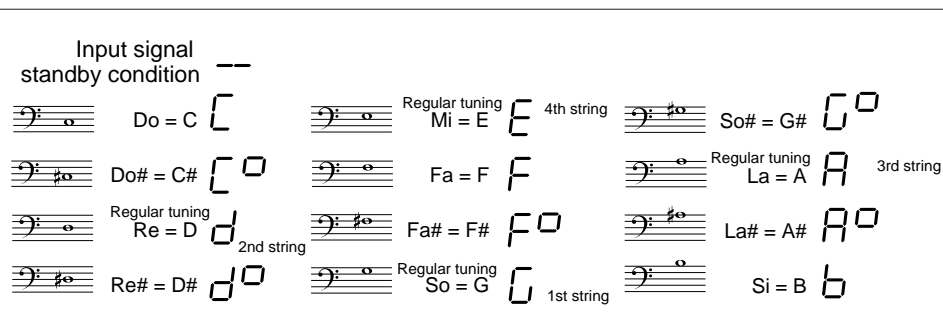 Input signal
standby condition --
Do = C C
Do# = C# C°
Regular tuning
Re = D d
2nd string
Re# = D# d°
Regular tuning
Mi = E E
4th string
Fa = F F
Fa# = F# F°
Regular tuning
So = G G
1st string
So# = G# G°
Regular tuning
La = A A
3rd string
La# = A# A°
Si = B b